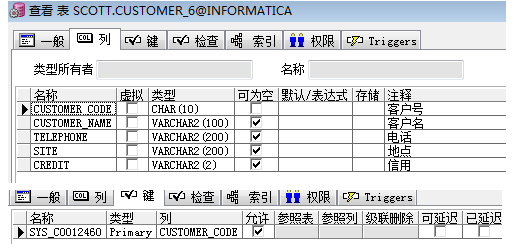 查看 表 SCOTT.CUSTOMER_6@INFORMATICA
一般 COL 列 键 检查 索引 权限 Triggers
类型所有者 名称
名称 虚拟 类型 可为空 默认/表达式 存储 注释
CUSTOMER_CODE CHAR(10) 客户号
CUSTOMER_NAME VARCHAR2(100) 客户名
TELEPHONE VARCHAR2(200) 电话
SITE VARCHAR2(200) 地点
CREDIT VARCHAR2(2) 信用
一般 COL 列 键 检查 索引 权限 Triggers
名称 类型 列 允许 参照表 参照列 级联删除 可延迟 已延迟
SYS_C0012460 Primary CUSTOMER_CODE